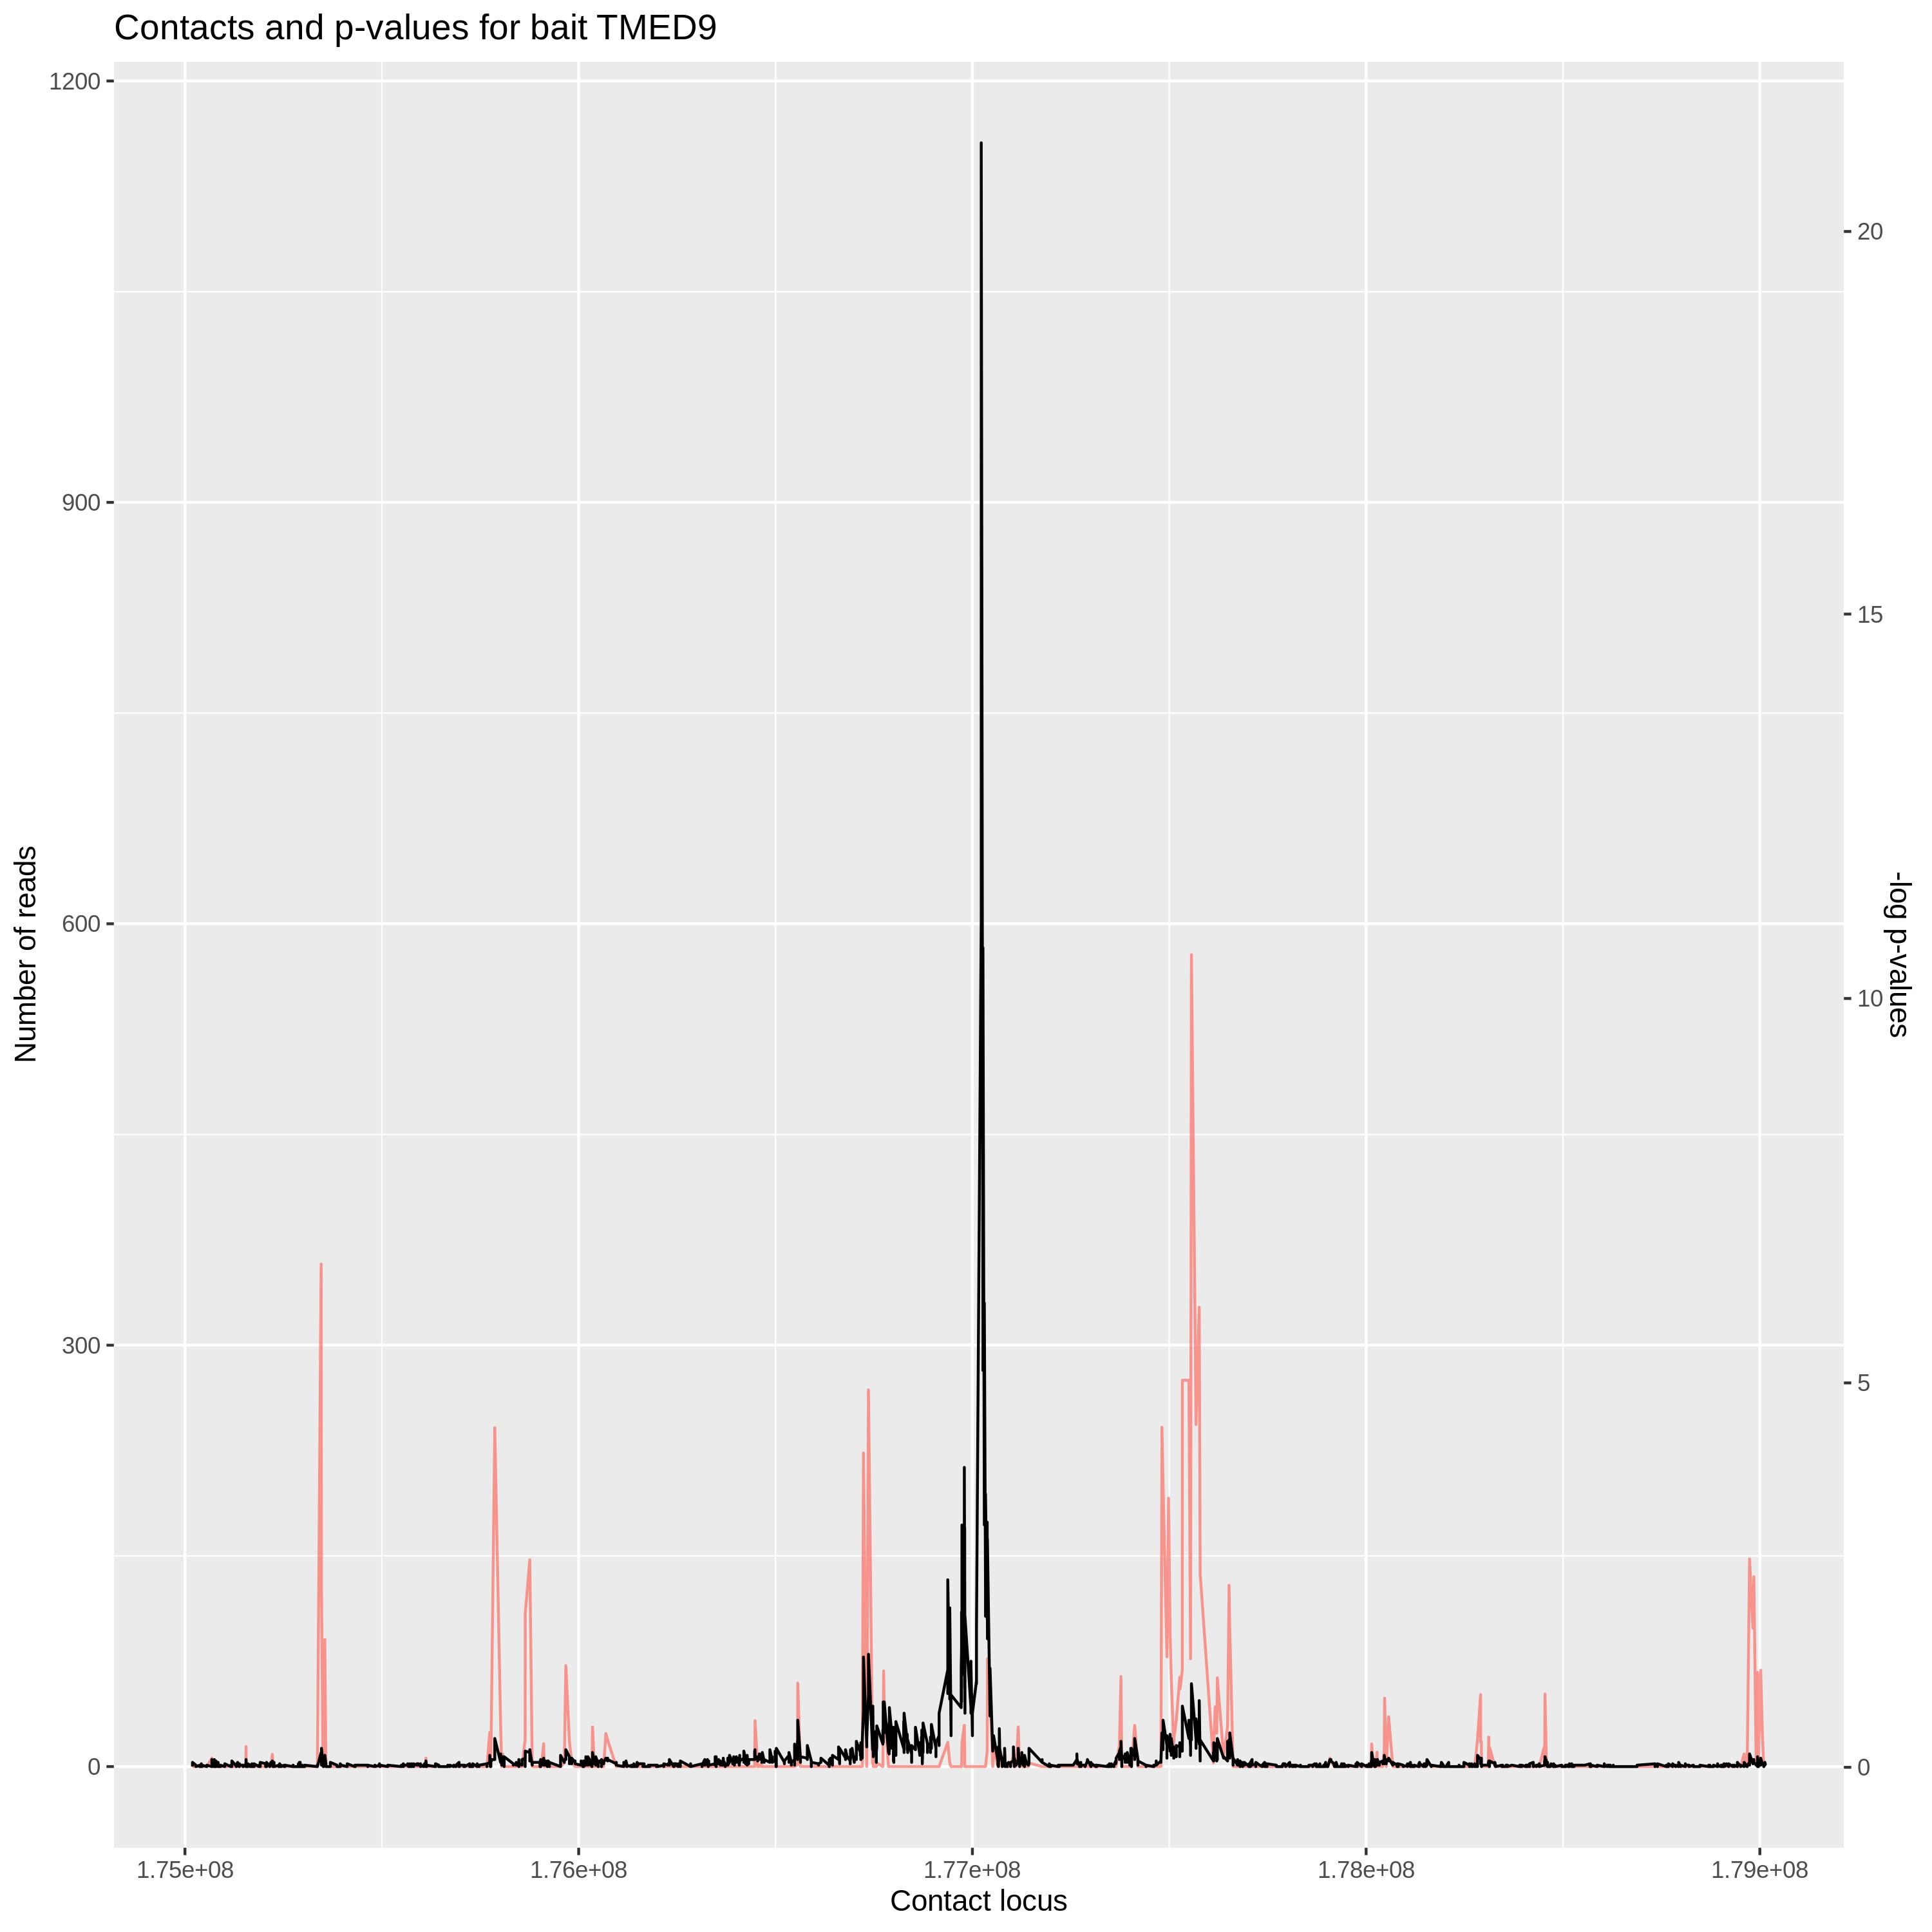 Contacts and p-values for bait TMED9
1200
900
600
300
0
Number of reads
20
15
10
5
0
-log p-values
1.75e+08
1.76e+08
1.77e+08
1.78e+08
1.79e+08
Contact locus